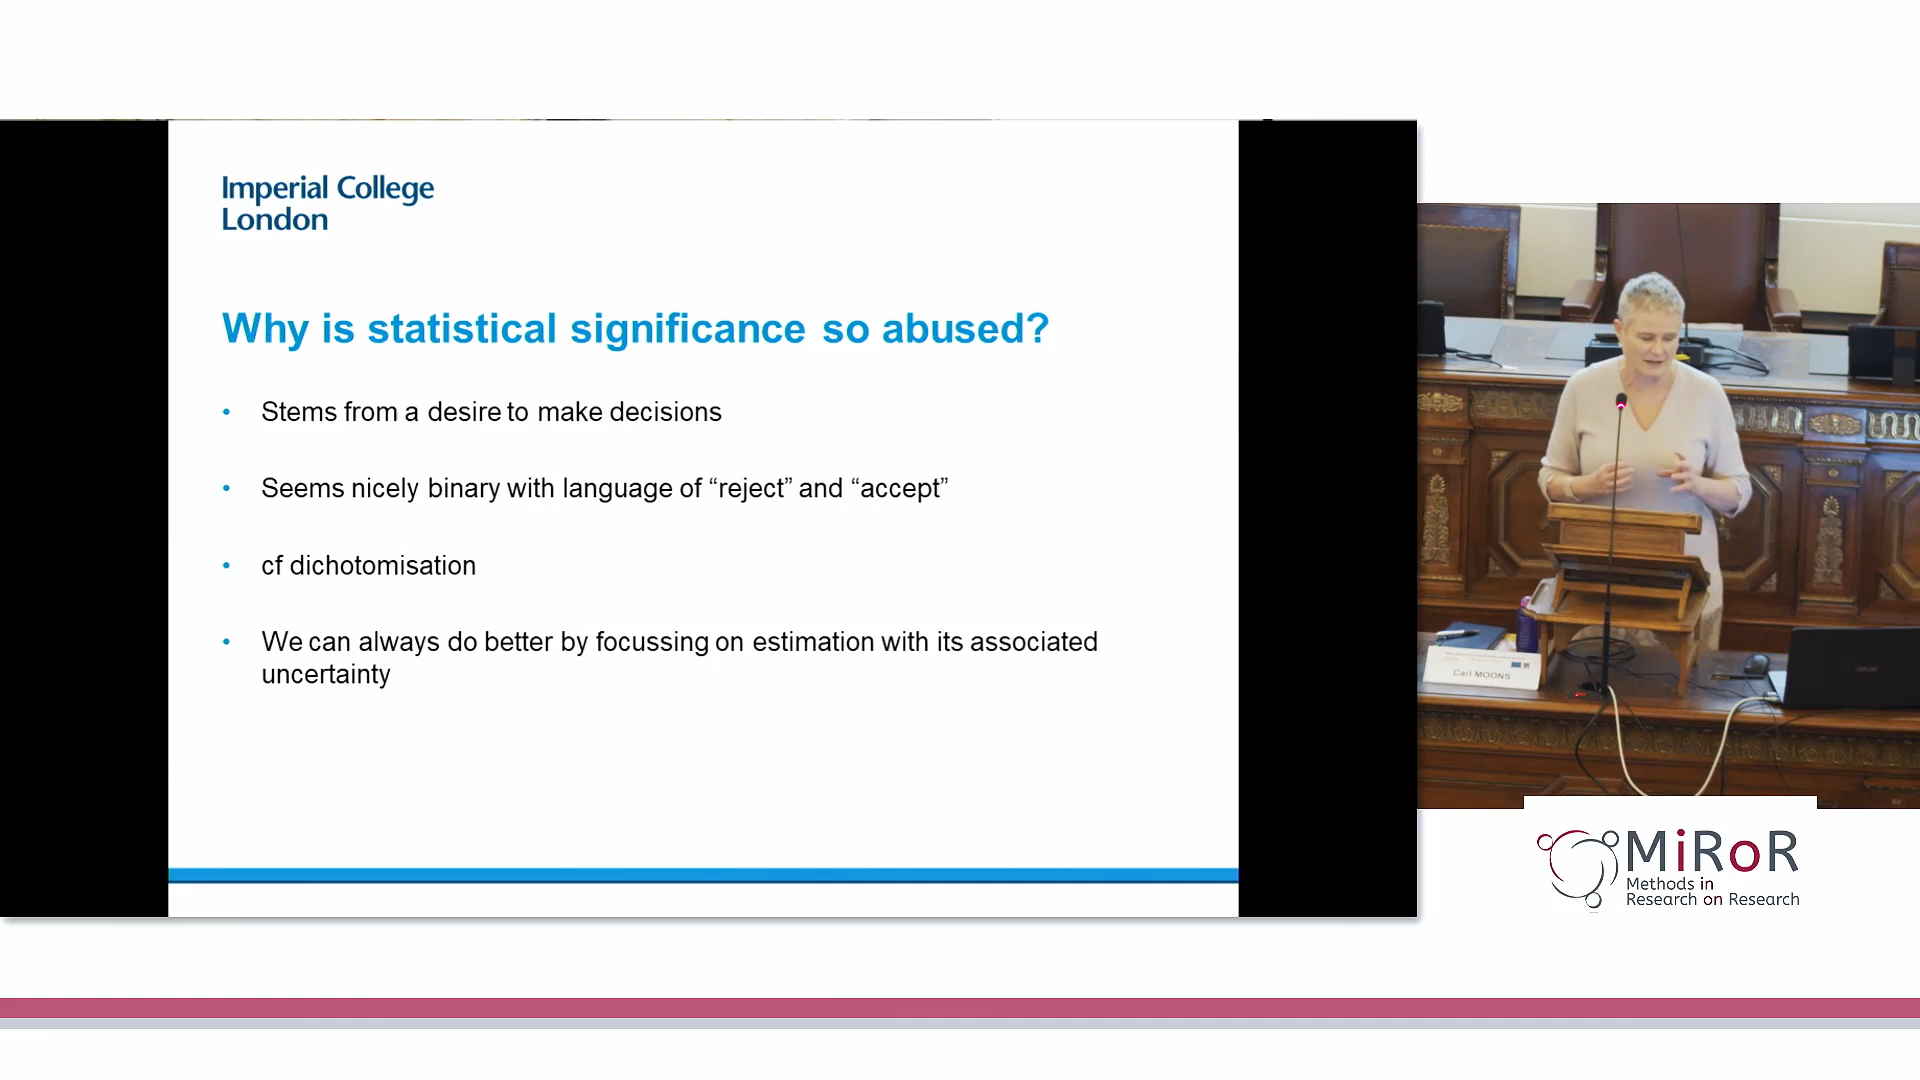 Imperial College
London
Why is statistical significance so abused?
• Stems from a desire to make decisions
• Seems nicely binary with language of “reject” and “accept”
• cf dichotomisation
• We can always do better by focussing on estimation with its associated
uncertainty
Carl MOONS
MiRoR
Methods in
Research on Research